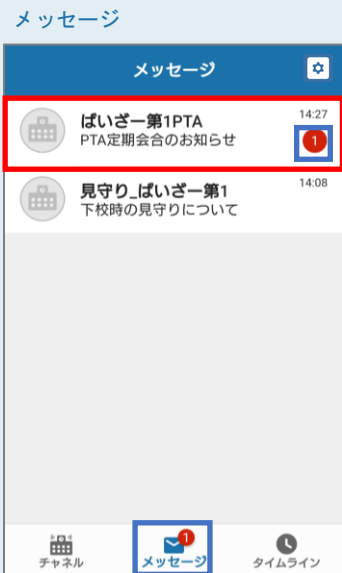 メッセージ
メッセージ
ばいざー第1PTA
14:27
PTA定期会合のお知らせ
1
見守り_ばいざー第1
14:08
下校時の見守りについて
1
チャネル
メッセージ
タイムライン